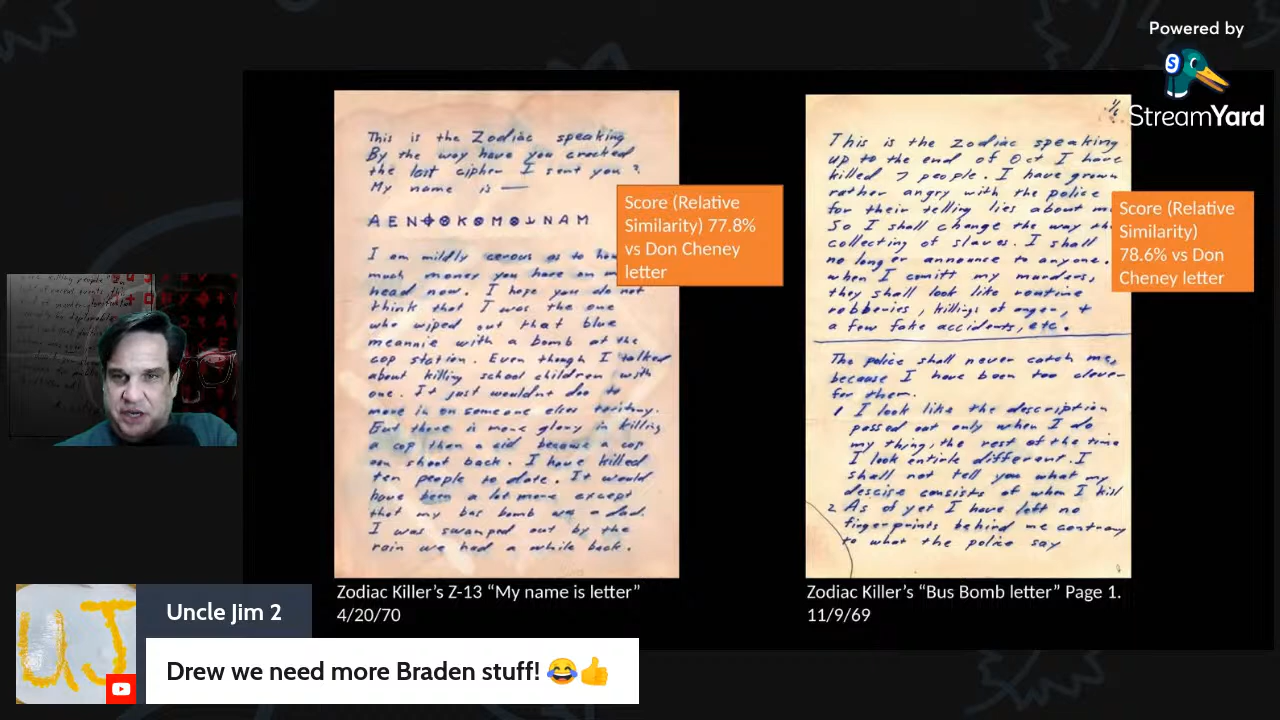 Powered by
StreamYard
This is the Zodiac speaking
By the way have you cracked
the last cipher I sent you?
My name is —
A E N ⌖ ⊗ K ⊗ M ⊗ ⅃ N A M
I am mildly cerous as to how
much money you have on my
head now. I hope you do not
think that I was the one
who wiped out that blue
meannie with a bomb at the
cop station. Even though I talked
about killing school children with
one. It just wouldnt doo to
move in on someone elses teritory.
But there is more glory in killing
a cop than a cid because a cop
can shoot back. I have killed
ten people to date. It would
have been a lot more except
that my bus bomb was a dud.
I was swamped out by the
rain we had a while back.
Score (Relative
Similarity) 77.8%
vs Don Cheney
letter
Zodiac Killer's Z-13 “My name is letter”
4/20/70
This is the Zodiac speaking
up to the end of Oct I have
killed 7 people. I have grown
rather angry with the police
for their telling lies about m
So I shall change the way th
collecting of slaves. I shall
no longer announce to anyone.
when I comitt my murders,
they shall look like routine
robberies, killings of anger, +
a few fake accidents, etc.
The police shall never catch me,
because I have been too clever
for them.
1 I look like the description
passed out only when I do
my thing, the rest of the time
I look entirle different. I
shall not tell you what my
descise consists of when I kill
2 As of yet I have left no
fingerprints behind me contrary
to what the police say
Score (Relative
Similarity)
78.6% vs Don
Cheney letter
Zodiac Killer's “Bus Bomb letter” Page 1.
11/9/69
UJ
Uncle Jim 2
Drew we need more Braden stuff! 😂👍